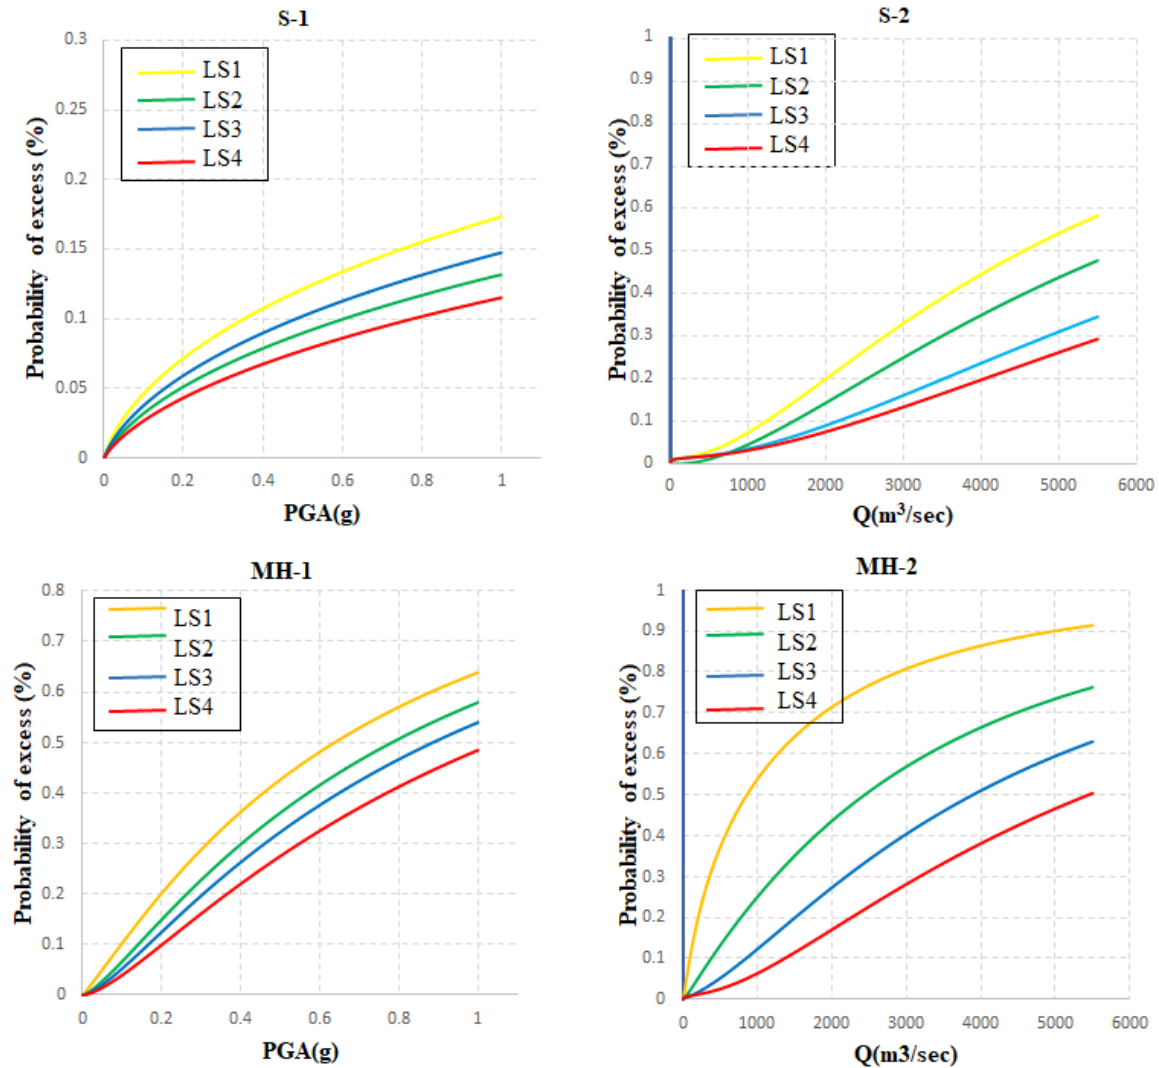 S-1
Probability of excess (%)
0.3
0.25
0.2
0.15
0.1
0.05
0
LS1
LS2
LS3
LS4
0 0.2 0.4 0.6 0.8 1
PGA(g)
S-2
Probability of excess (%)
1
0.9
0.8
0.7
0.6
0.5
0.4
0.3
0.2
0.1
0
LS1
LS2
LS3
LS4
0 1000 2000 3000 4000 5000 6000
Q(m³/sec)
MH-1
Probability of excess (%)
0.8
0.7
0.6
0.5
0.4
0.3
0.2
0.1
0
LS1
LS2
LS3
LS4
0 0.2 0.4 0.6 0.8 1
PGA(g)
MH-2
Probability of excess (%)
1
0.9
0.8
0.7
0.6
0.5
0.4
0.3
0.2
0.1
0
LS1
LS2
LS3
LS4
0 1000 2000 3000 4000 5000 6000
Q(m3/sec)